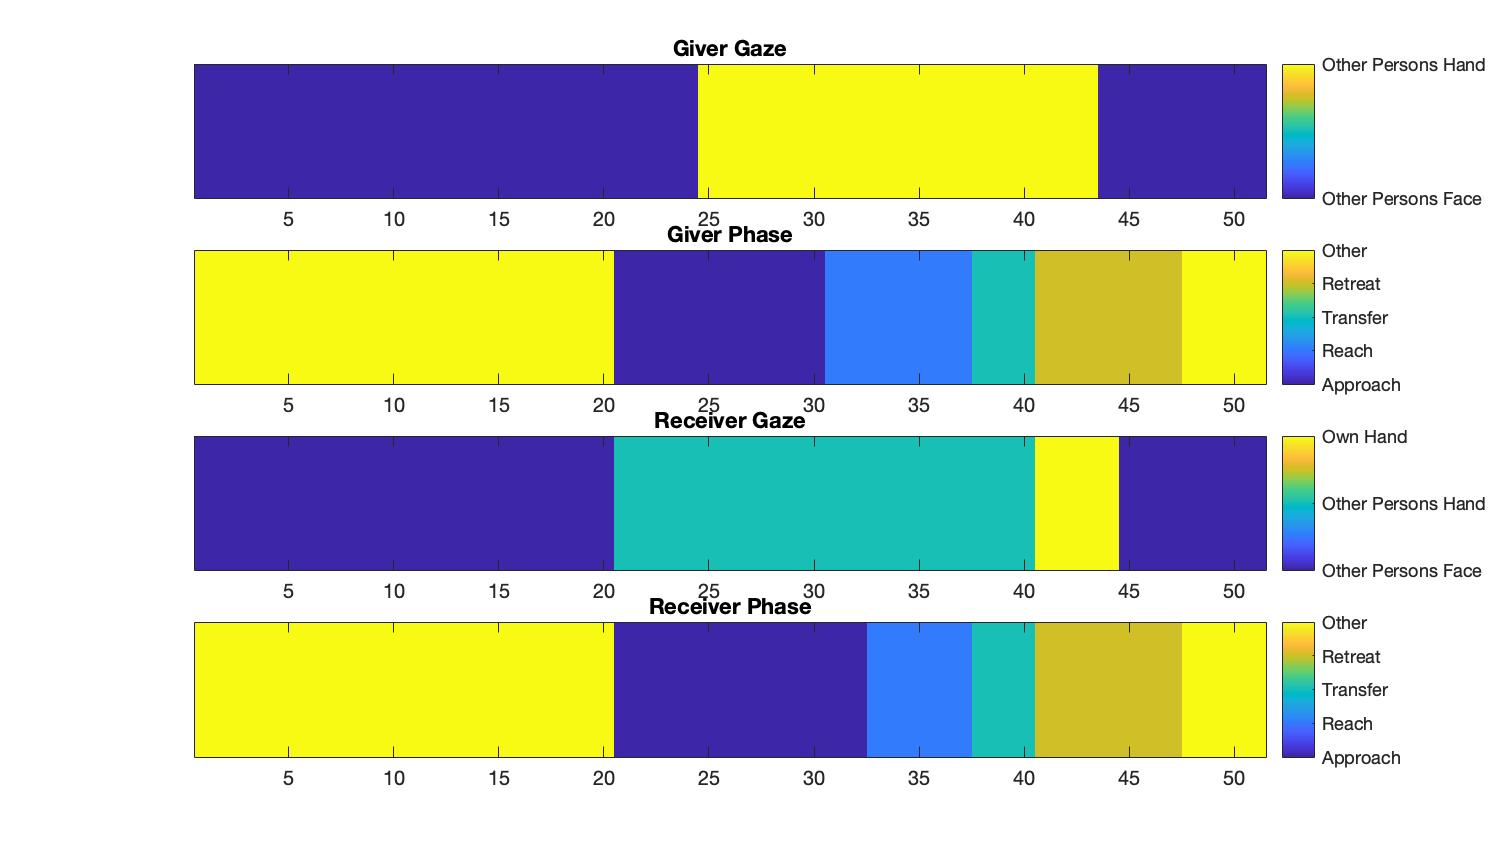 Giver Gaze
Other Persons Hand
Other Persons Face
5 10 15 20 25 30 35 40 45 50
Giver Phase
Other
Retreat
Transfer
Reach
Approach
5 10 15 20 25 30 35 40 45 50
Receiver Gaze
Own Hand
Other Persons Hand
Other Persons Face
5 10 15 20 25 30 35 40 45 50
Receiver Phase
Other
Retreat
Transfer
Reach
Approach
5 10 15 20 25 30 35 40 45 50